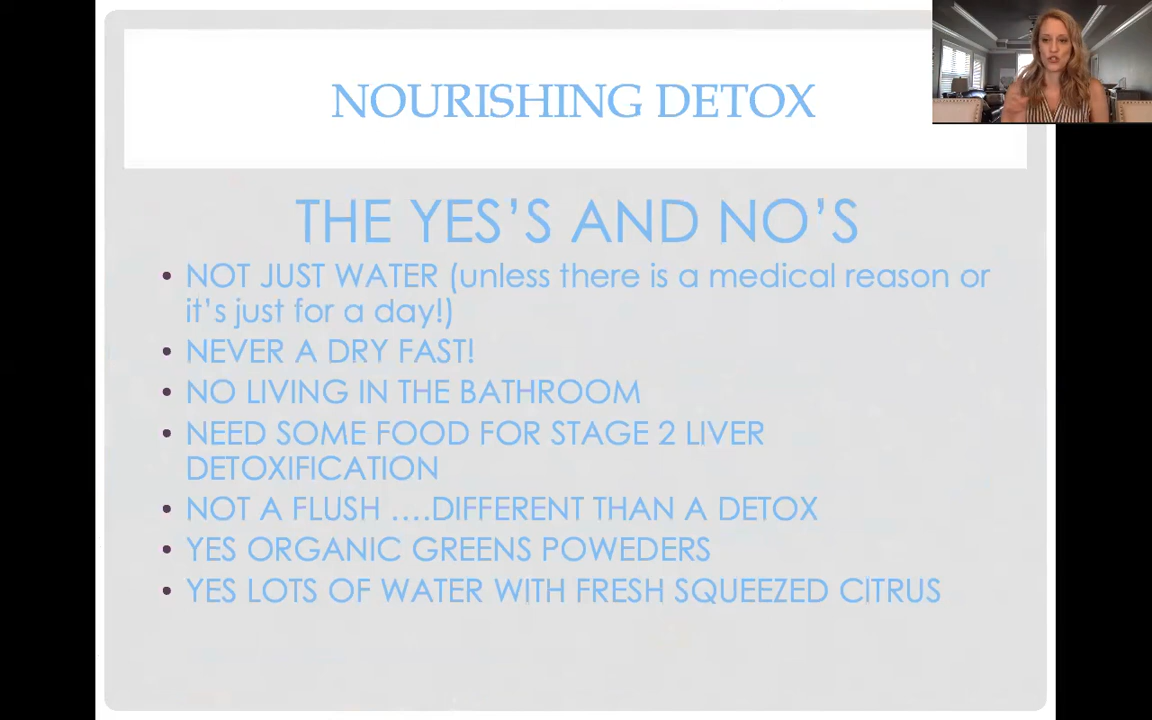 NOURISHING DETOX
THE YES’S AND NO’S
• NOT JUST WATER (unless there is a medical reason or
it’s just for a day!)
• NEVER A DRY FAST!
• NO LIVING IN THE BATHROOM
• NEED SOME FOOD FOR STAGE 2 LIVER
DETOXIFICATION
• NOT A FLUSH ....DIFFERENT THAN A DETOX
• YES ORGANIC GREENS POWEDERS
• YES LOTS OF WATER WITH FRESH SQUEEZED CITRUS